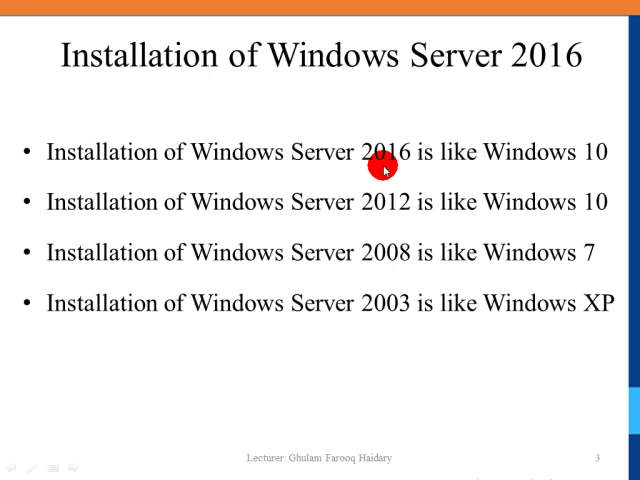 Installation of Windows Server 2016
• Installation of Windows Server 2016 is like Windows 10
• Installation of Windows Server 2012 is like Windows 10
• Installation of Windows Server 2008 is like Windows 7
• Installation of Windows Server 2003 is like Windows XP
Lecturer: Ghulam Farooq Haidary
3